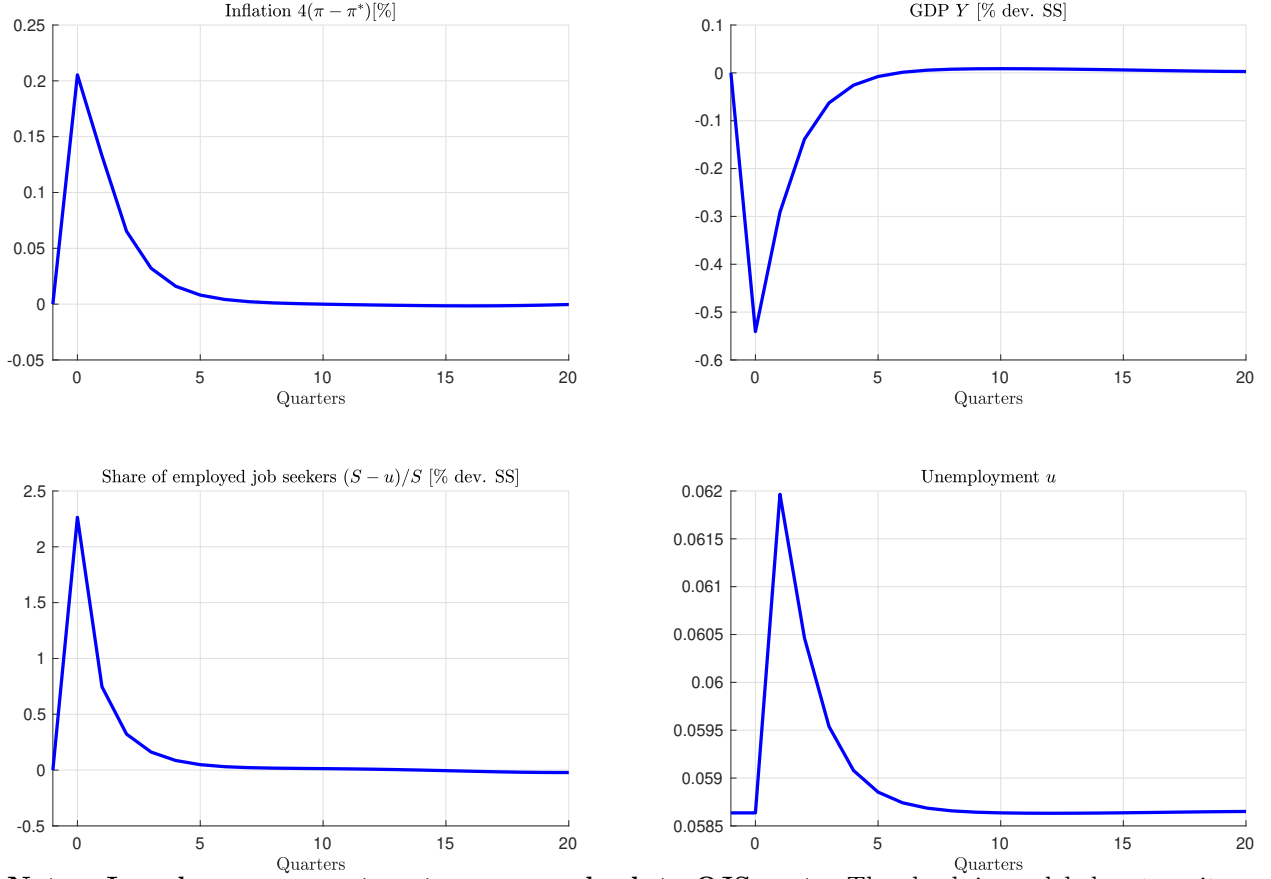 Inflation 4(π − π*)[%]
0.25
0.2
0.15
0.1
0.05
0
-0.05
0 5 10 15 20
Quarters
GDP Y [% dev. SS]
0.1
0
-0.1
-0.2
-0.3
-0.4
-0.5
-0.6
0 5 10 15 20
Quarters
Share of employed job seekers (S − u)/S [% dev. SS]
2.5
2
1.5
1
0.5
0
-0.5
0 5 10 15 20
Quarters
Unemployment u
0.062
0.0615
0.061
0.0605
0.06
0.0595
0.059
0.0585
0 5 10 15 20
Quarters